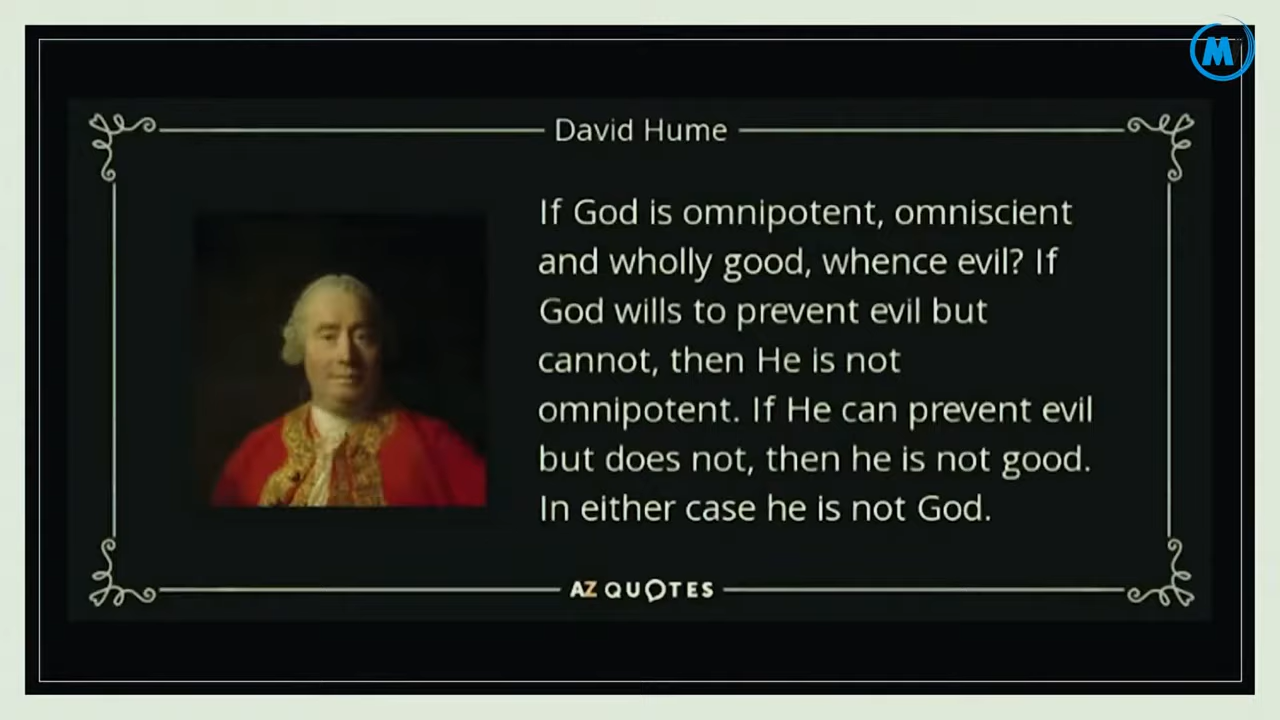 M
David Hume
If God is omnipotent, omniscient
and wholly good, whence evil? If
God wills to prevent evil but
cannot, then He is not
omnipotent. If He can prevent evil
but does not, then he is not good.
In either case he is not God.
AZ QUOTES